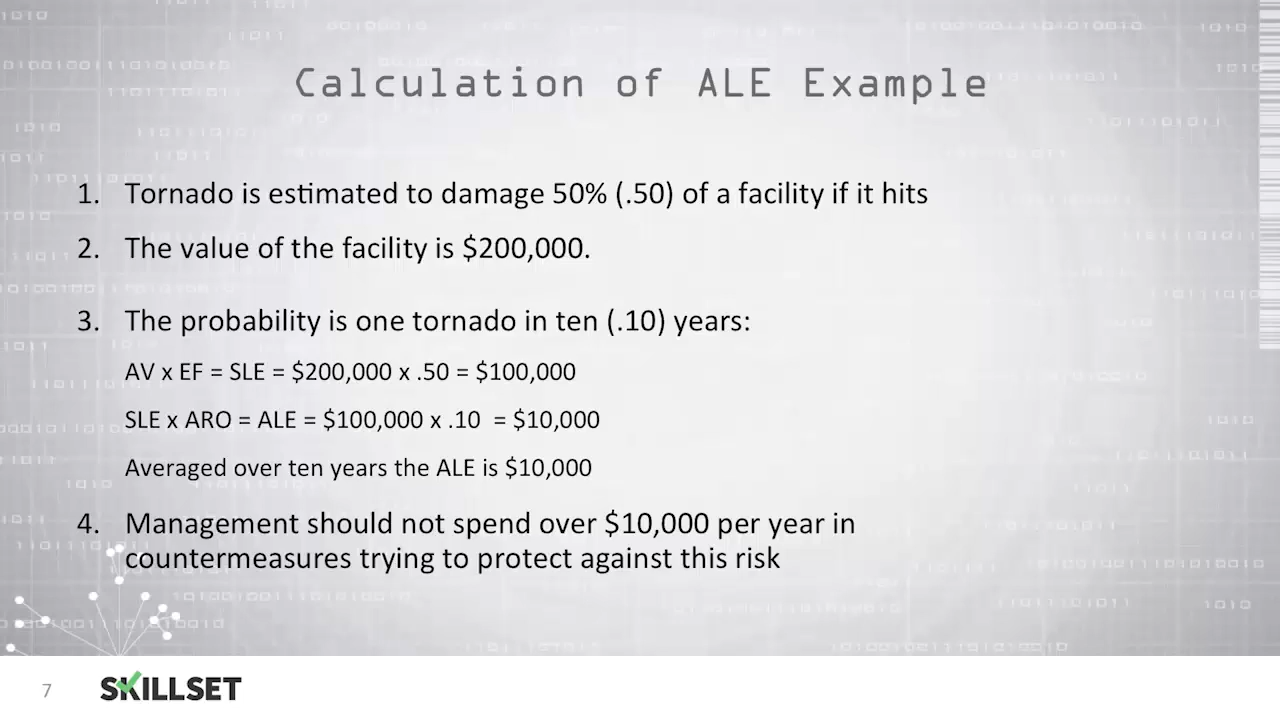 Calculation of ALE Example
1. Tornado is estimated to damage 50% (.50) of a facility if it hits
2. The value of the facility is $200,000.
3. The probability is one tornado in ten (.10) years:
AV x EF = SLE = $200,000 x .50 = $100,000
SLE x ARO = ALE = $100,000 x .10 = $10,000
Averaged over ten years the ALE is $10,000
4. Management should not spend over $10,000 per year in
countermeasures trying to protect against this risk
7
SKILLSET